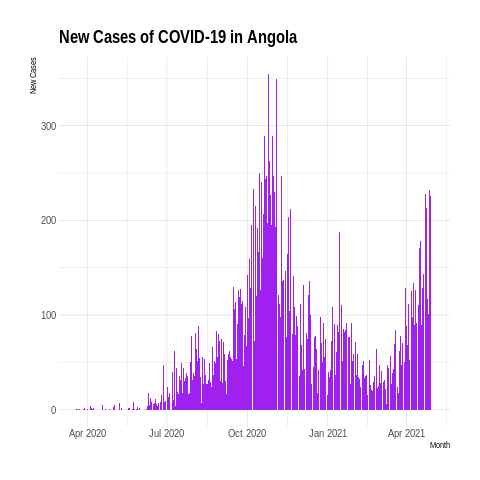 New Cases of COVID-19 in Angola
New Cases
300
200
100
0
Apr 2020 Jul 2020 Oct 2020 Jan 2021 Apr 2021
Month